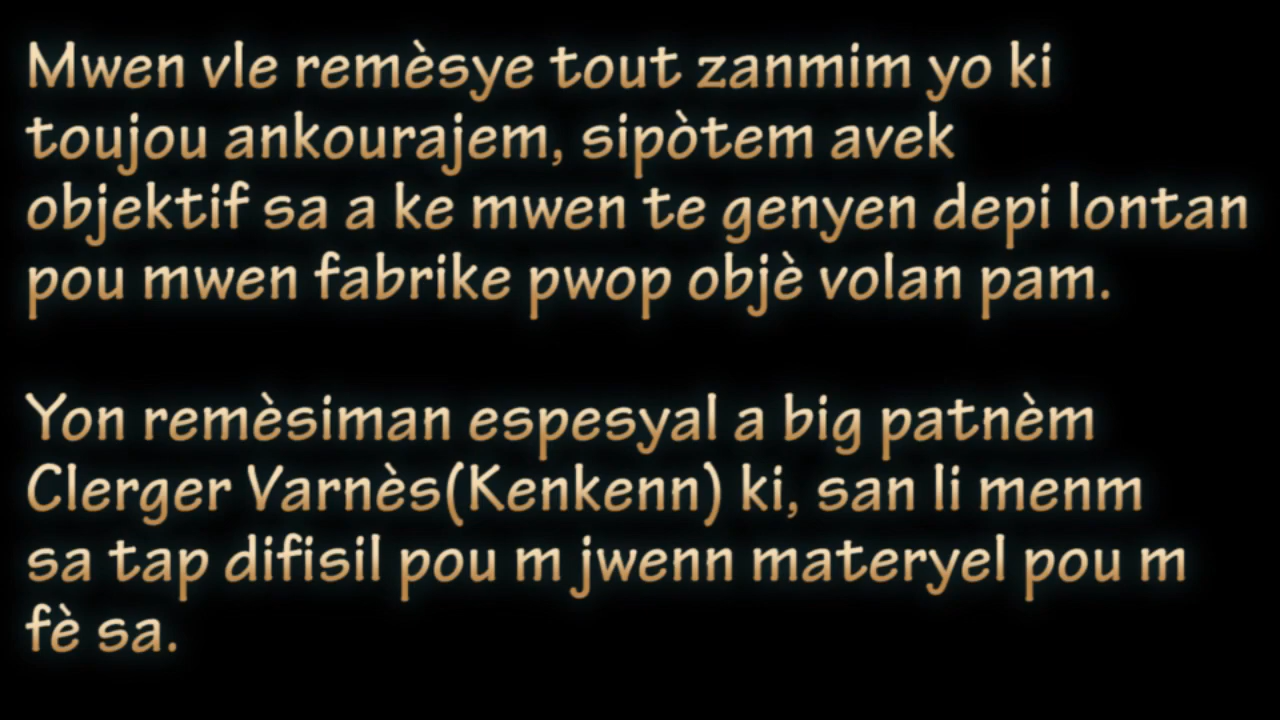 Mwen vle remèsye tout zanmim yo ki
toujou ankourajem, sipòtem avek
objektif sa a ke mwen te genyen depi lontan
pou mwen fabrike pwop objè volan pam.
Yon remèsiman espesyal a big patnèm
Clerger Varnès(Kenkenn) ki, san li menm
sa tap difisil pou m jwenn materyel pou m
fè sa.